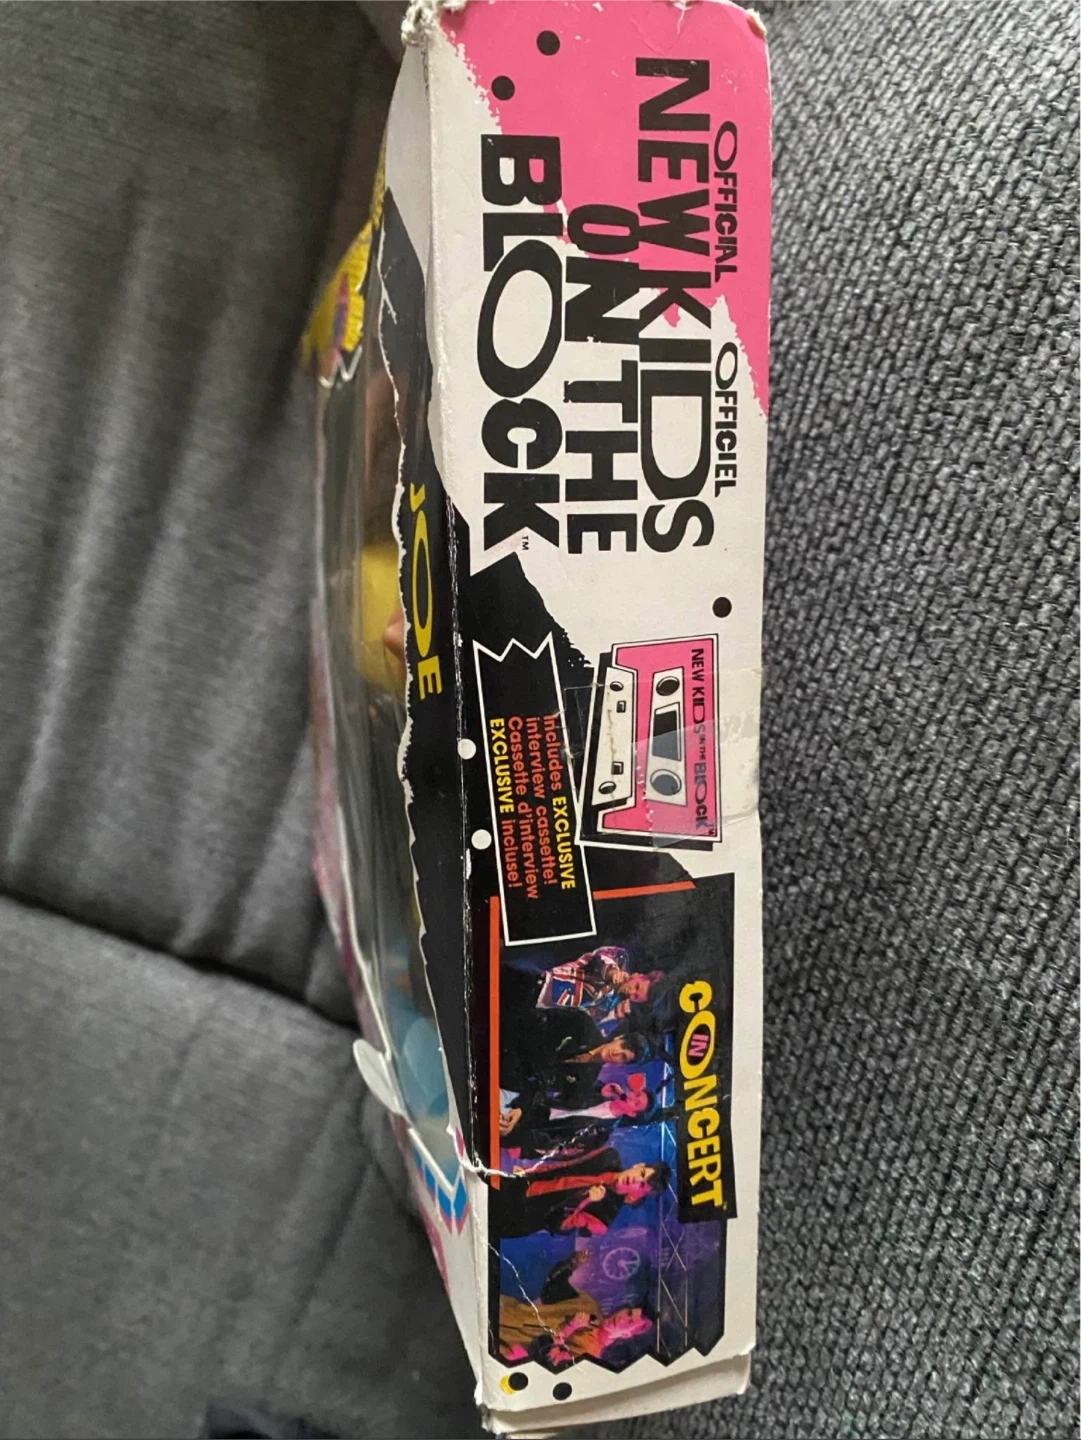 OFFICIAL OFFICIEL
NEW KIDS
ON THE
BLOCK™
JOE
NEW KIDS ON THE BLOCK™
Includes EXCLUSIVE
interview cassette!
Cassette d'interview
EXCLUSIVE incluse!
IN
CONCERT™